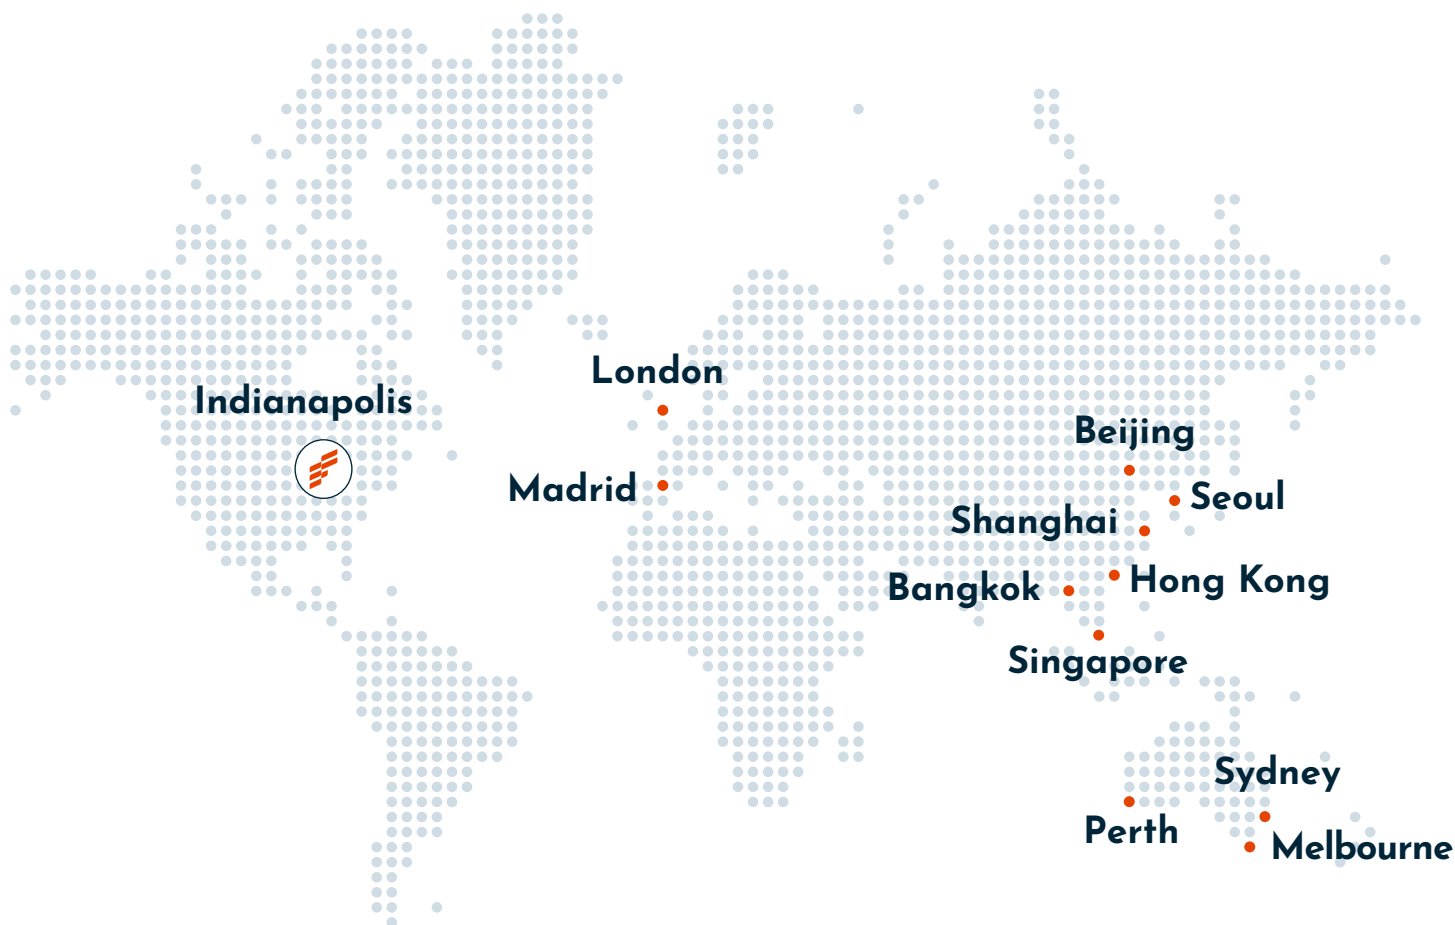 London
Indianapolis
Beijing
Madrid
Seoul
Shanghai
Bangkok
Hong Kong
Singapore
Sydney
Perth
Melbourne